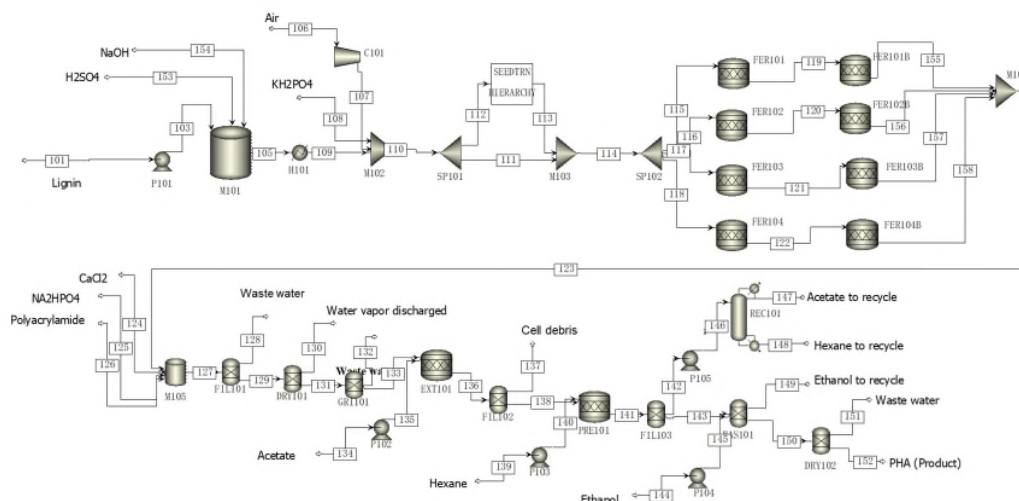 Air
106
C101
NaOH
154
H2SO4
153
KH2PO4
107
108
103
101
Lignin
P101
M101
105
H101
109
M102
110
SP101
112
SEEDTRN
HIERARCHY
113
111
M103
114
SP102
115
116
117
118
FER101
119
FER101B
155
FER102
120
FER102B
156
FER103
121
FER103B
157
FER104
122
FER104B
158
123
CaCl2
124
NA2HPO4
125
Polyacrylamide
126
M105
127
FILI01
Waste water
128
129
DRY101
Water vapor discharged
130
131
GRI101
132
133
EXT101
Acetate
134
P102
135
136
FILI02
Cell debris
137
138
Hexane
139
P103
140
PRE101
141
FILI03
142
P105
146
REC101
147
Acetate to recycle
148
Hexane to recycle
143
Ethanol
144
P104
145
149
Ethanol to recycle
150
DRY102
151
Waste water
152
PHA (Product)